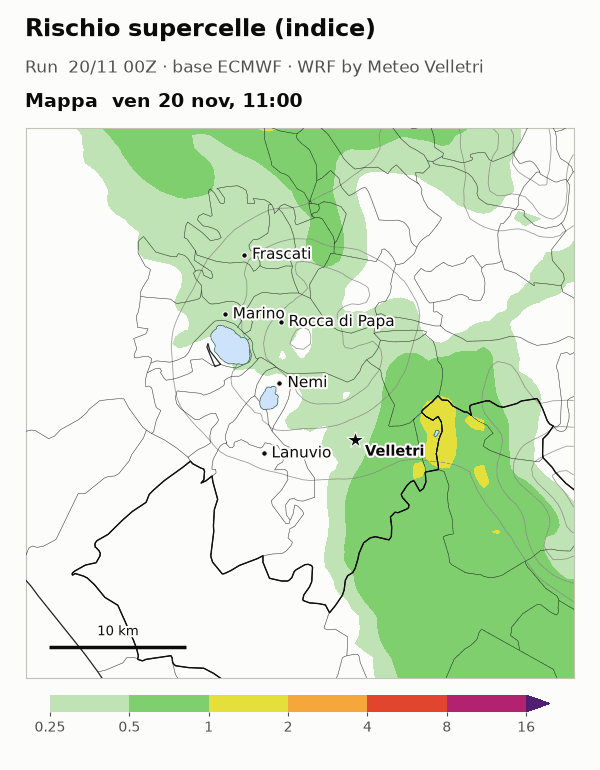 Rischio supercelle (indice)
Run 20/11 00Z · base ECMWF · WRF by Meteo Velletri
Mappa ven 20 nov, 11:00
Frascati
Marino
Rocca di Papa
Nemi
Velletri
Lanuvio
10 km
0.25 0.5 1 2 4 8 16